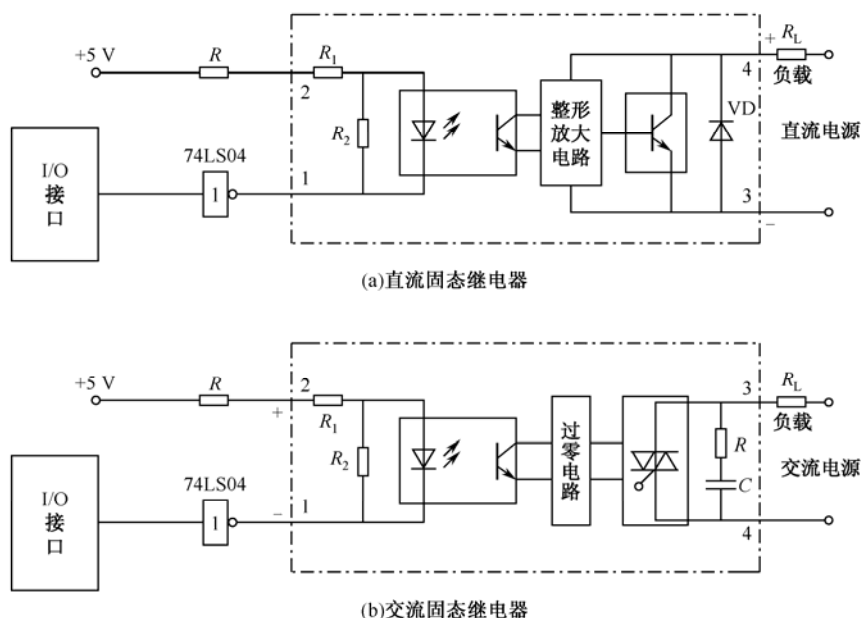 +5 V
R
R1
2
R2
1
I/O
接
口
74LS04
1
整形
放大
电路
VD
+
RL
负载
4
直流电源
3
−
(a)直流固态继电器
+5 V
R
+
2
R1
R2
−
1
I/O
接
口
74LS04
1
过
零
电
路
3
RL
负载
R
C
交流电源
4
(b)交流固态继电器